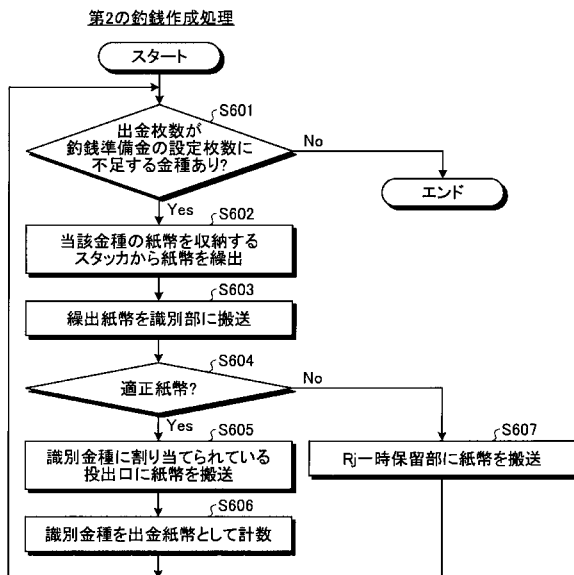 第2の釣銭作成処理
スタート
S601
出金枚数が
釣銭準備金の設定枚数に
不足する金種あり?
No
エンド
Yes
S602
当該金種の紙幣を収納する
スタッカから紙幣を繰出
S603
繰出紙幣を識別部に搬送
S604
適正紙幣?
No
Yes
S605
識別金種に割り当てられている
投出口に紙幣を搬送
S607
Rj一時保留部に紙幣を搬送
S606
識別金種を出金紙幣として計数